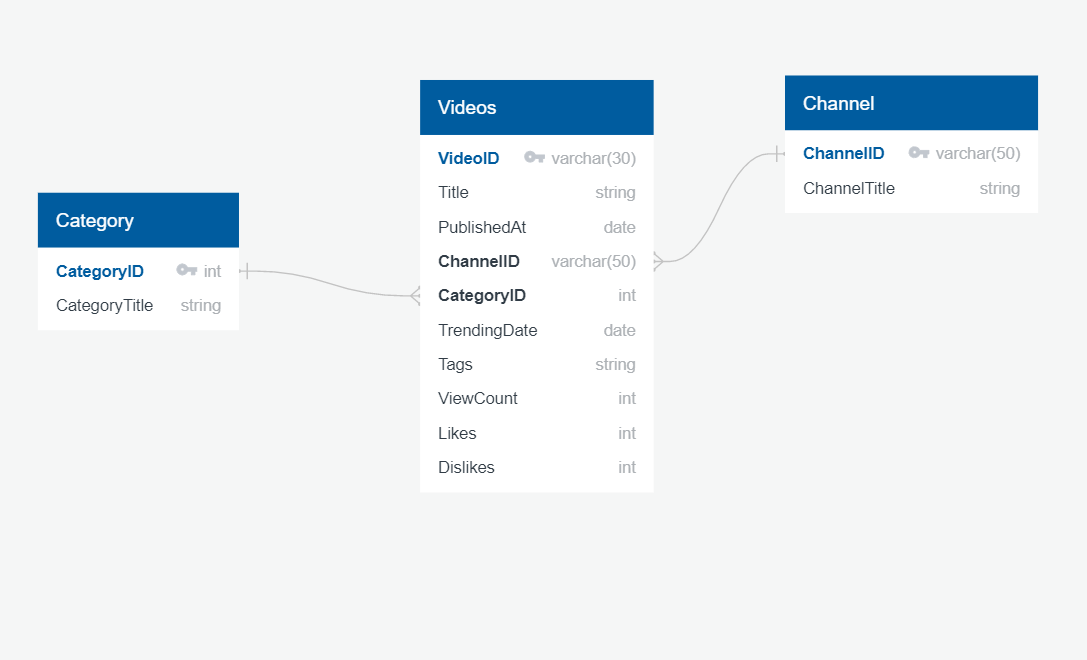 Category
CategoryID int
CategoryTitle string
Videos
VideoID varchar(30)
Title string
PublishedAt date
ChannelID varchar(50)
CategoryID int
TrendingDate date
Tags string
ViewCount int
Likes int
Dislikes int
Channel
ChannelID varchar(50)
ChannelTitle string